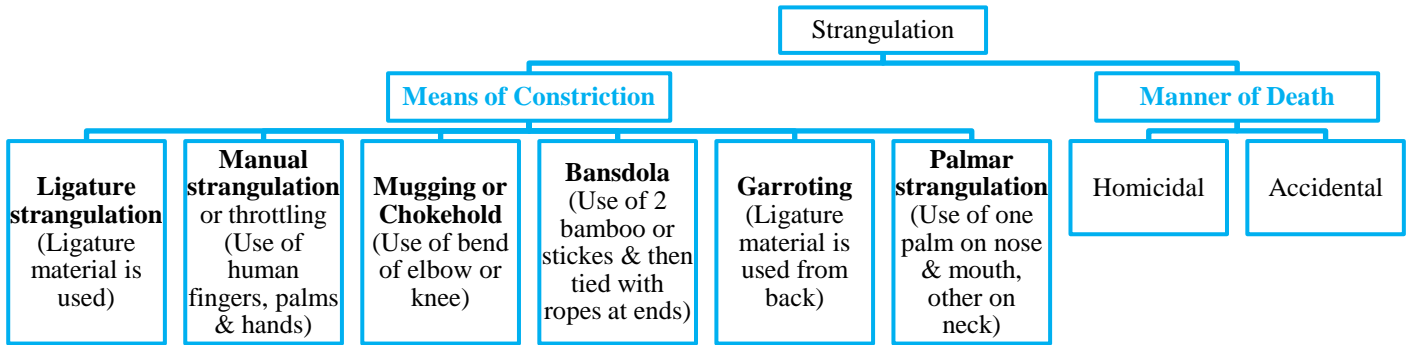 Strangulation
Means of Constriction
Manner of Death
Ligature
strangulation
(Ligature
material is
used)
Manual
strangulation
or throttling
(Use of
human
fingers, palms
& hands)
Mugging or
Chokehold
(Use of bend
of elbow or
knee)
Bansdola
(Use of 2
bamboo or
stickes & then
tied with
ropes at ends)
Garroting
(Ligature
material is
used from
back)
Palmar
strangulation
(Use of one
palm on nose
& mouth,
other on
neck)
Homicidal
Accidental